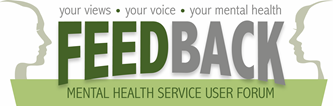 your views • your voice • your mental health
FEEDBACK
MENTAL HEALTH SERVICE USER FORUM